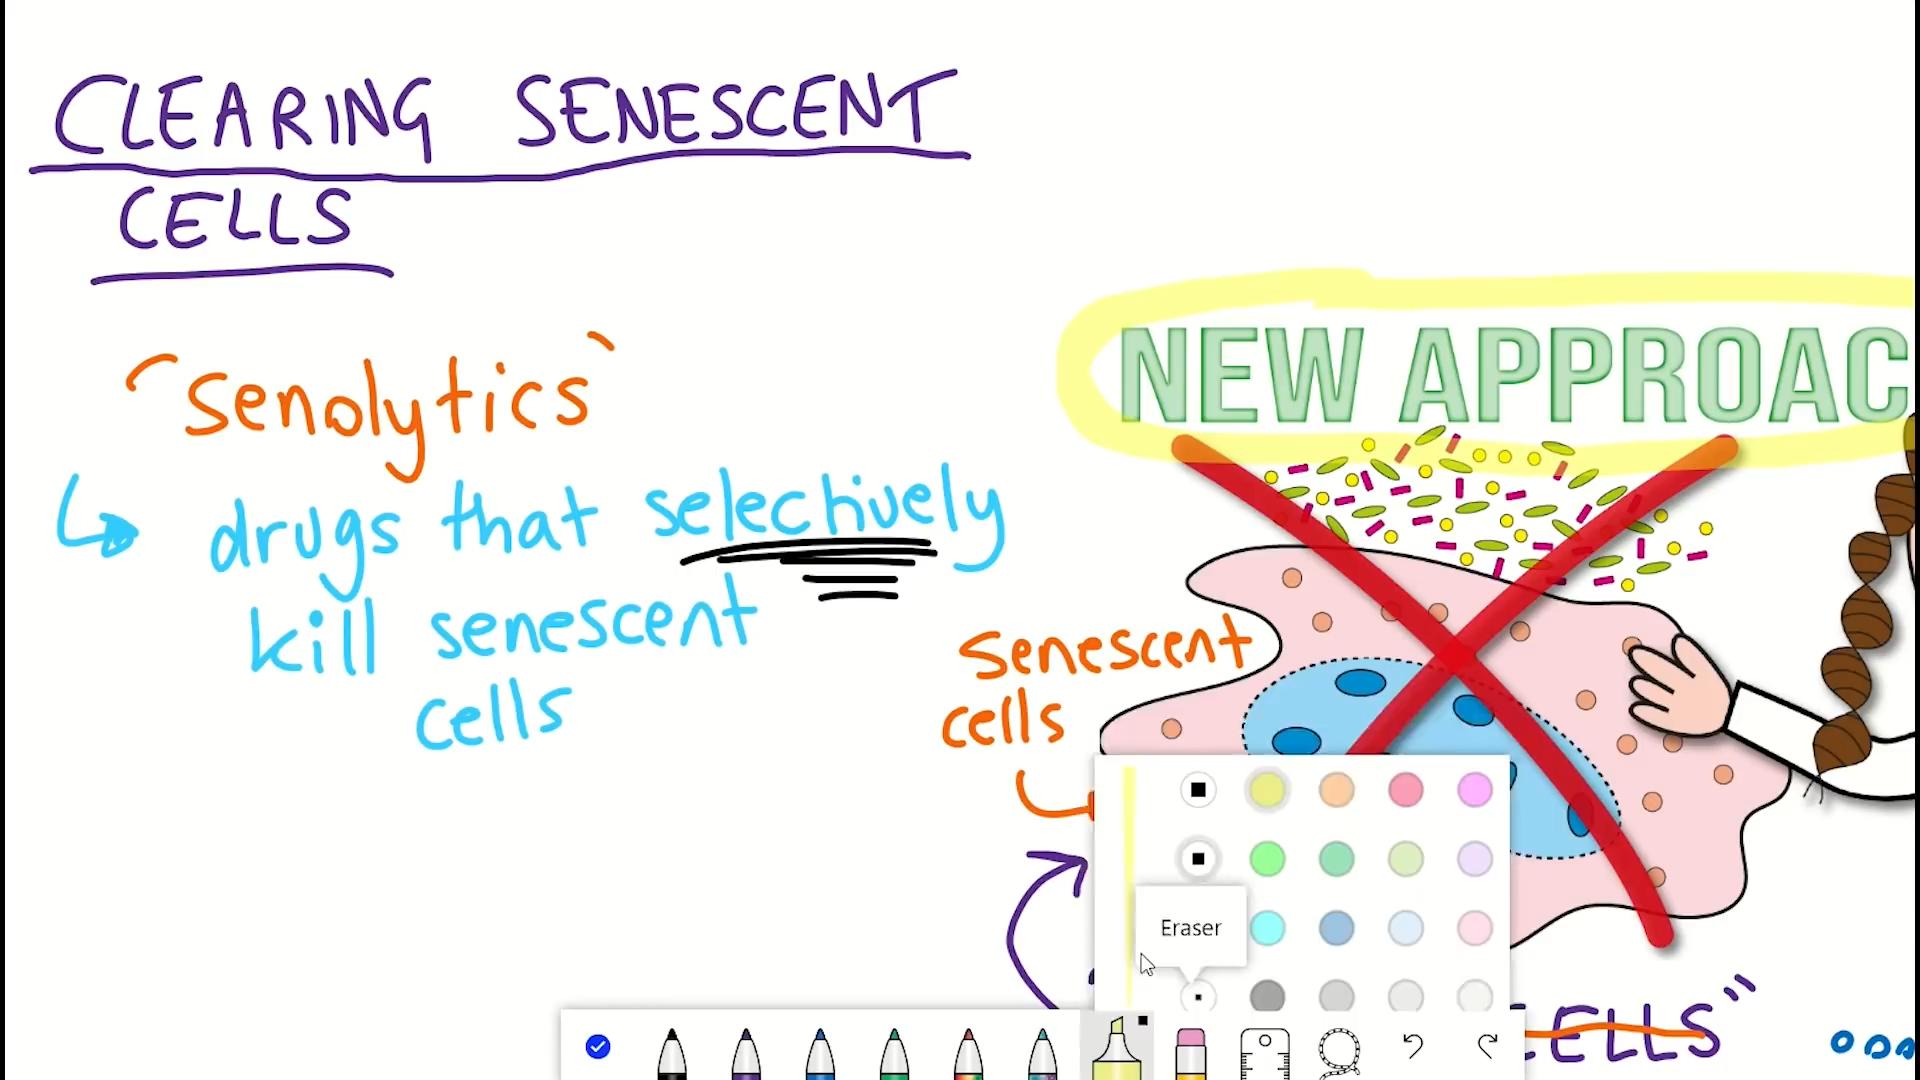 CLEARING SENESCENT
CELLS
"senolytics"
drugs that selectively
kill senescent
cells
NEW APPROAC
senescent
cells
Eraser
CELLS"